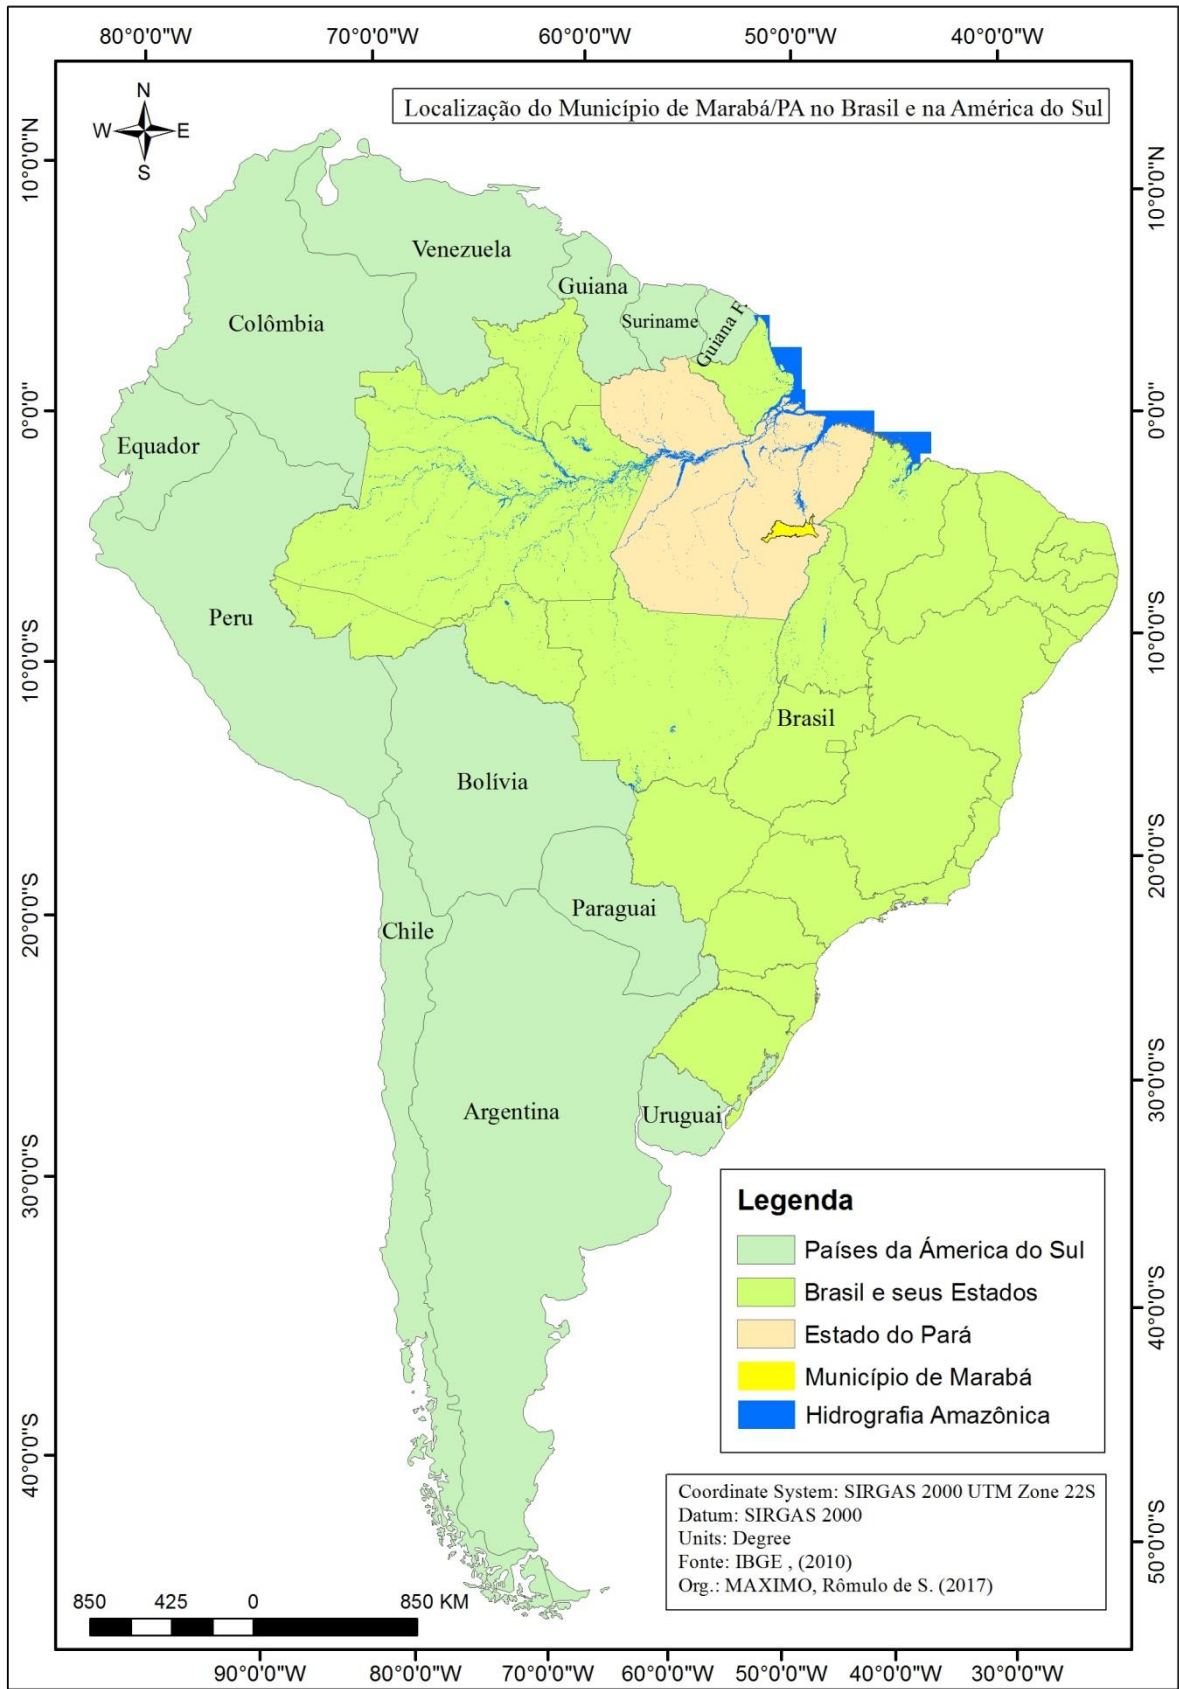 80°0'0"W 70°0'0"W 60°0'0"W 50°0'0"W 40°0'0"W
N
W E
S
Localização do Município de Marabá/PA no Brasil e na América do Sul
10°0'0"N
10°0'0"N
Venezuela
Guiana
Suriname
Guiana F.
Colômbia
0°0'0"
0°0'0"
Equador
Peru
10°0'0"S
10°0'0"S
Brasil
Bolívia
20°0'0"S
20°0'0"S
Paraguai
Chile
Argentina
Uruguai
30°0'0"S
30°0'0"S
Legenda
Países da Ámerica do Sul
Brasil e seus Estados
Estado do Pará
Município de Marabá
Hidrografia Amazônica
40°0'0"S
40°0'0"S
Coordinate System: SIRGAS 2000 UTM Zone 22S
Datum: SIRGAS 2000
Units: Degree
Fonte: IBGE , (2010)
Org.: MAXIMO, Rômulo de S. (2017)
50°0'0"S
850 425 0 850 KM
90°0'0"W 80°0'0"W 70°0'0"W 60°0'0"W 50°0'0"W 40°0'0"W 30°0'0"W